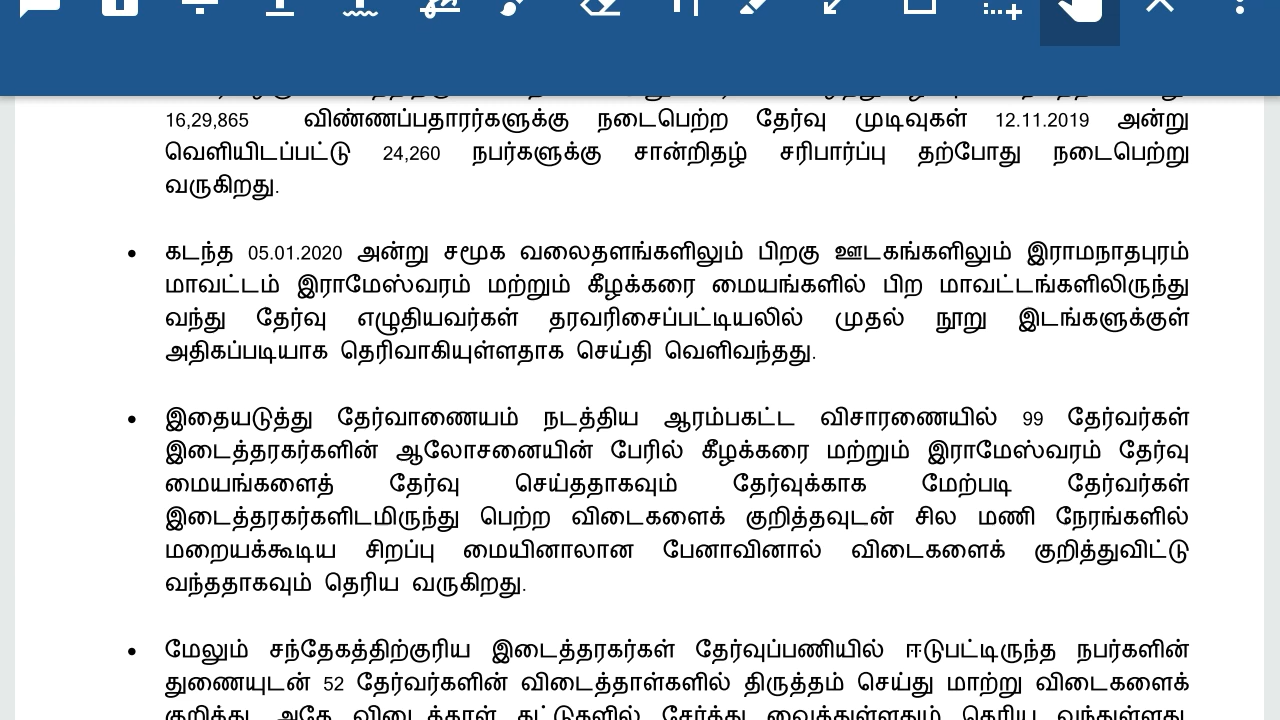 16,29,865 விண்ணப்பதாரர்களுக்கு நடைபெற்ற தேர்வு முடிவுகள் 12.11.2019 அன்று
வெளியிடப்பட்டு 24,260 நபர்களுக்கு சான்றிதழ் சரிபார்ப்பு தற்போது நடைபெற்று
வருகிறது.
• கடந்த 05.01.2020 அன்று சமூக வலைதளங்களிலும் பிறகு ஊடகங்களிலும் இராமநாதபுரம்
மாவட்டம் இராமேஸ்வரம் மற்றும் கீழக்கரை மையங்களில் பிற மாவட்டங்களிலிருந்து
வந்து தேர்வு எழுதியவர்கள் தரவரிசைப்பட்டியலில் முதல் நூறு இடங்களுக்குள்
அதிகப்படியாக தெரிவாகியுள்ளதாக செய்தி வெளிவந்தது.
• இதையடுத்து தேர்வாணையம் நடத்திய ஆரம்பகட்ட விசாரணையில் 99 தேர்வர்கள்
இடைத்தரகர்களின் ஆலோசனையின் பேரில் கீழக்கரை மற்றும் இராமேஸ்வரம் தேர்வு
மையங்களைத் தேர்வு செய்ததாகவும் தேர்வுக்காக மேற்படி தேர்வர்கள்
இடைத்தரகர்களிடமிருந்து பெற்ற விடைகளைக் குறித்தவுடன் சில மணி நேரங்களில்
மறையக்கூடிய சிறப்பு மையினாலான பேனாவினால் விடைகளைக் குறித்துவிட்டு
வந்ததாகவும் தெரிய வருகிறது.
• மேலும் சந்தேகத்திற்குரிய இடைத்தரகர்கள் தேர்வுப்பணியில் ஈடுபட்டிருந்த நபர்களின்
துணையுடன் 52 தேர்வர்களின் விடைத்தாள்களில் திருத்தம் செய்து மாற்று விடைகளைக்
குறித்து அதே விடைத்தாள் கட்டுகளில் சேர்த்து வைத்துள்ளதும் தெரிய வந்துள்ளது.